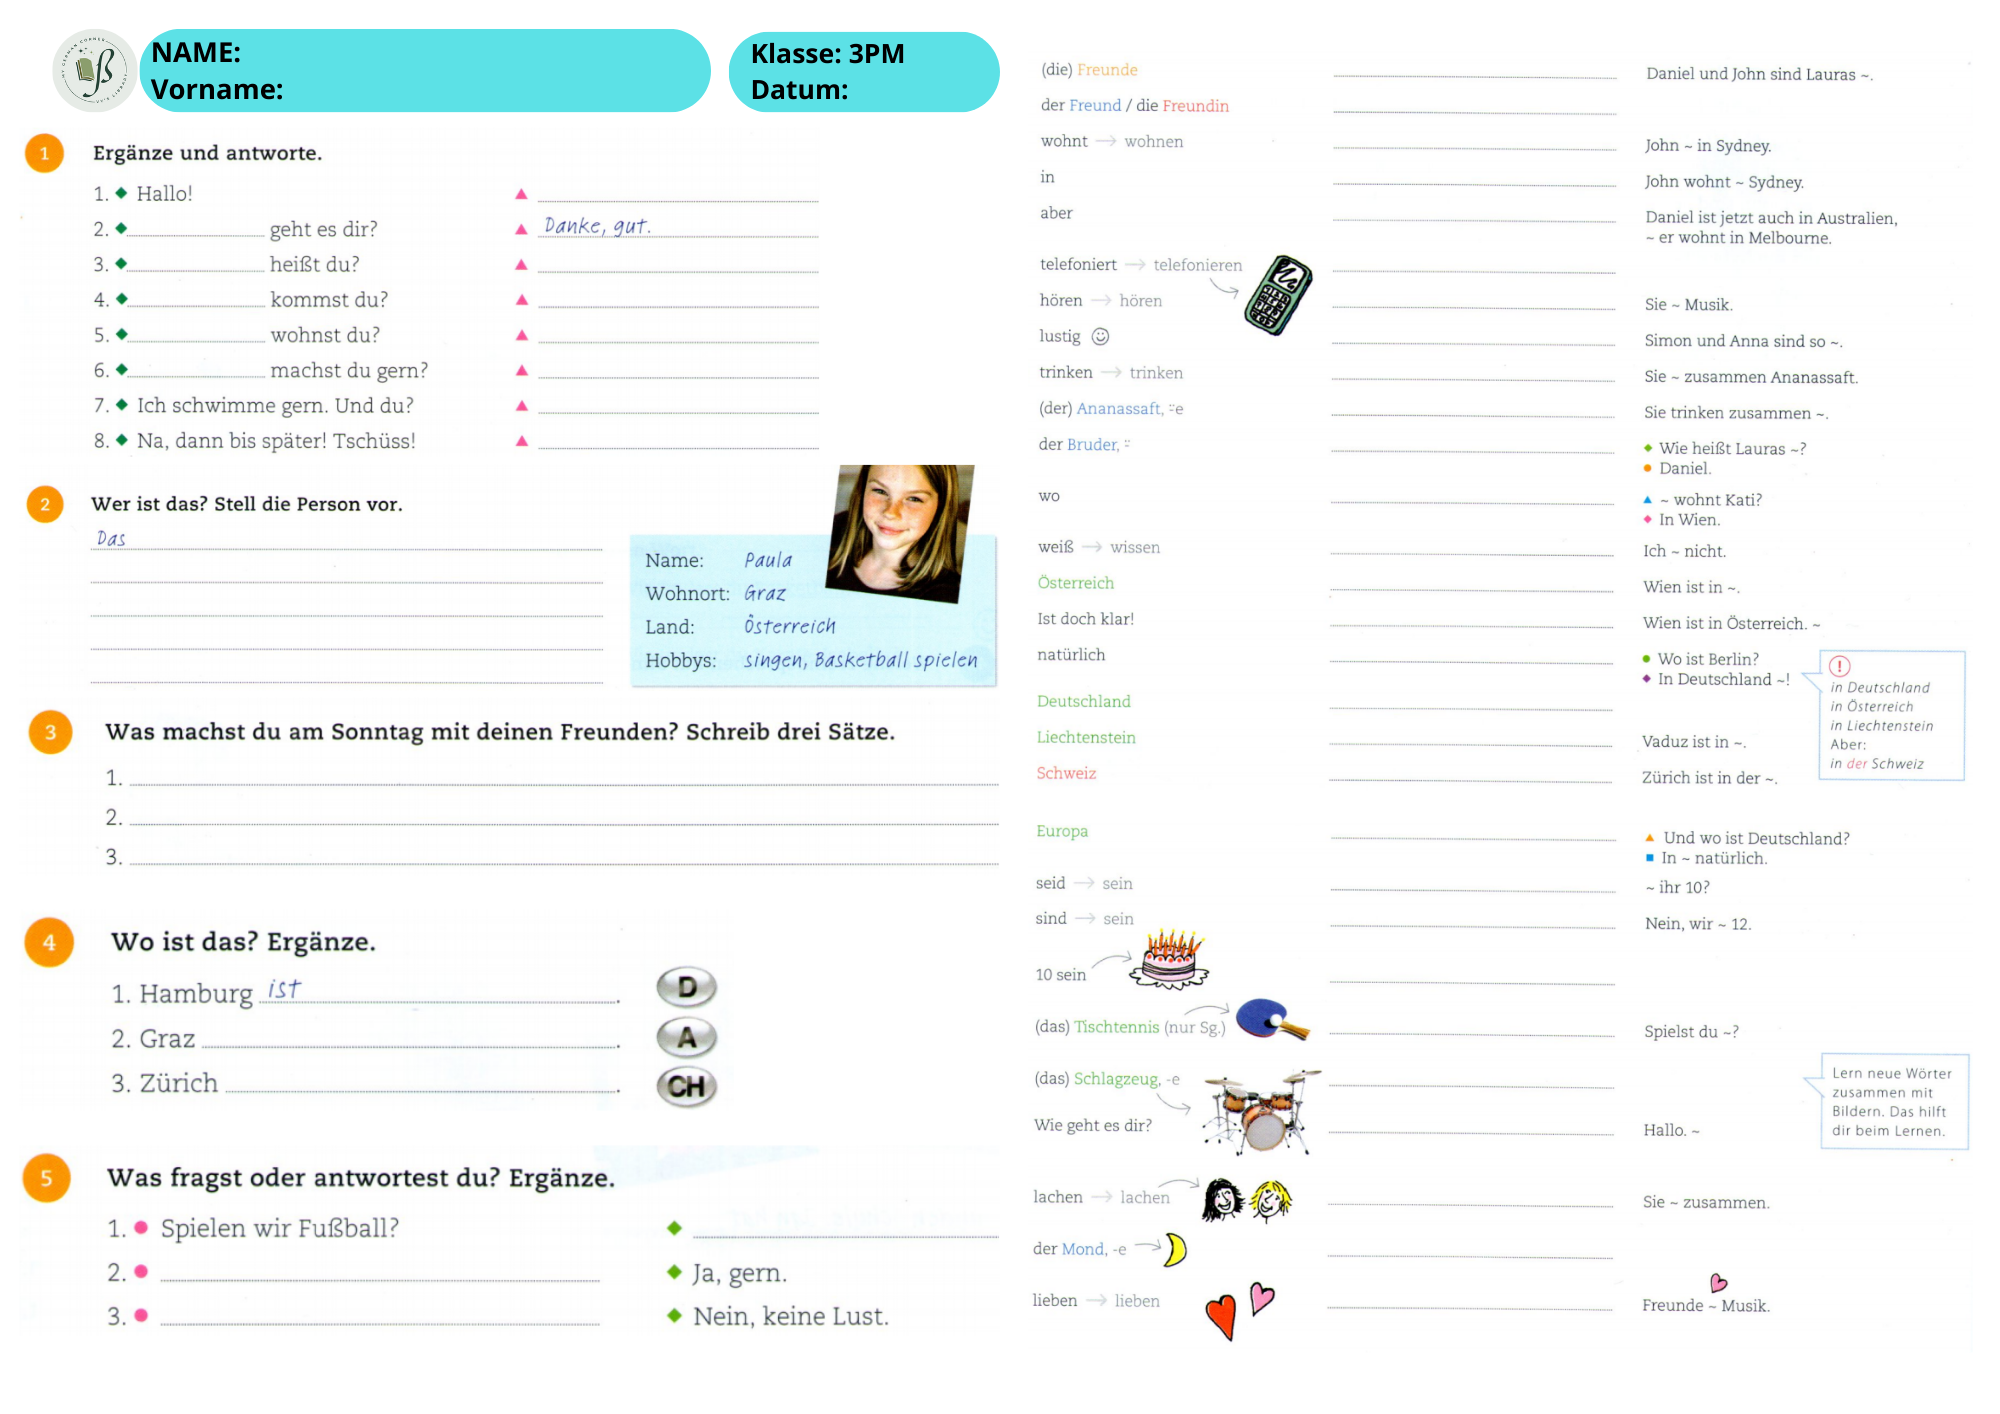 MY GERMAN CORNER
ß
VY'S LIBRARY
NAME:
Vorname:
Klasse: 3PM
Datum:
1 Ergänze und antworte.
1. Hallo!
2. geht es dir? Danke, gut.
3. heißt du?
4. kommst du?
5. wohnst du?
6. machst du gern?
7. Ich schwimme gern. Und du?
8. Na, dann bis später! Tschüss!
2 Wer ist das? Stell die Person vor.
Das
Name: Paula
Wohnort: Graz
Land: Österreich
Hobbys: singen, Basketball spielen
3 Was machst du am Sonntag mit deinen Freunden? Schreib drei Sätze.
1.
2.
3.
4 Wo ist das? Ergänze.
1. Hamburg ist . D
2. Graz . A
3. Zürich . CH
5 Was fragst oder antwortest du? Ergänze.
1. Spielen wir Fußball?
2. Ja, gern.
3. Nein, keine Lust.
(die) Freunde Daniel und John sind Lauras ~.
der Freund / die Freundin
wohnt → wohnen John ~ in Sydney.
in John wohnt ~ Sydney.
aber Daniel ist jetzt auch in Australien,
~ er wohnt in Melbourne.
telefoniert → telefonieren
hören → hören Sie ~ Musik.
lustig ☺ Simon und Anna sind so ~.
trinken → trinken Sie ~ zusammen Ananassaft.
(der) Ananassaft, ¨-e Sie trinken zusammen ~.
der Bruder, ¨ Wie heißt Lauras ~?
Daniel.
wo ~ wohnt Kati?
In Wien.
weiß → wissen Ich ~ nicht.
Österreich Wien ist in ~.
Ist doch klar! Wien ist in Österreich. ~
natürlich Wo ist Berlin?
In Deutschland ~!
!
in Deutschland
in Österreich
in Liechtenstein
Aber:
in der Schweiz
Deutschland
Liechtenstein Vaduz ist in ~.
Schweiz Zürich ist in der ~.
Europa Und wo ist Deutschland?
In ~ natürlich.
seid → sein ~ ihr 10?
sind → sein Nein, wir ~ 12.
10 sein
(das) Tischtennis (nur Sg.) Spielst du ~?
(das) Schlagzeug, -e
Lern neue Wörter
zusammen mit
Bildern. Das hilft
dir beim Lernen.
Wie geht es dir? Hallo. ~
lachen → lachen Sie ~ zusammen.
der Mond, -e
lieben → lieben Freunde ~ Musik.